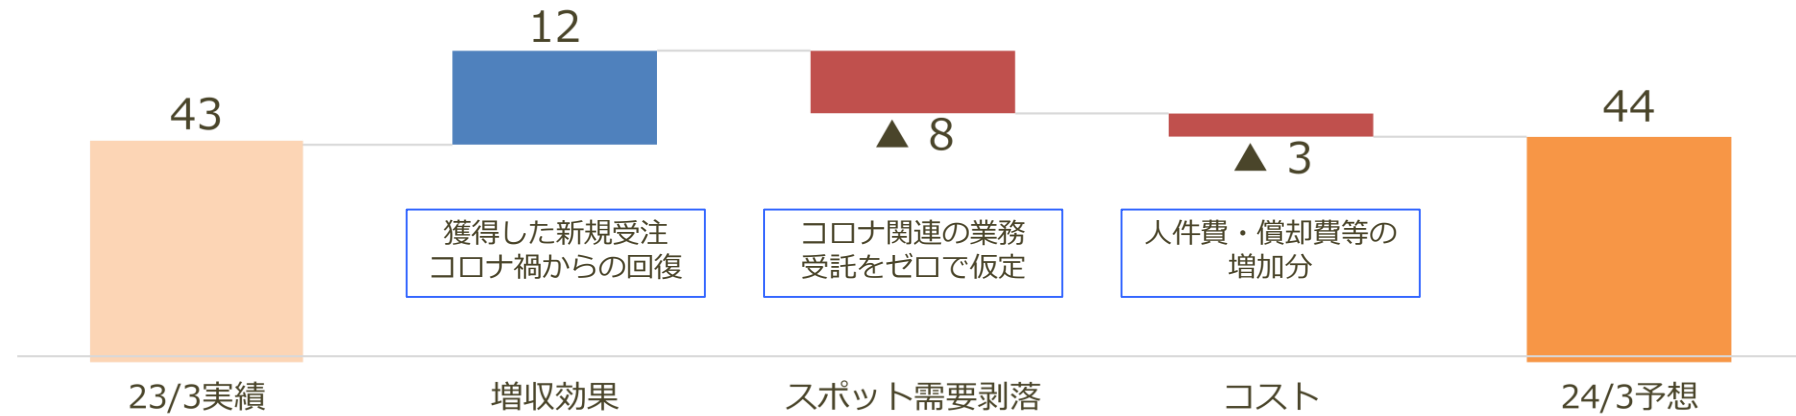 43
12
▲ 8
▲ 3
44
獲得した新規受注
コロナ禍からの回復
コロナ関連の業務
受託をゼロで仮定
人件費・償却費等の
増加分
23/3実績
増収効果
スポット需要剥落
コスト
24/3予想